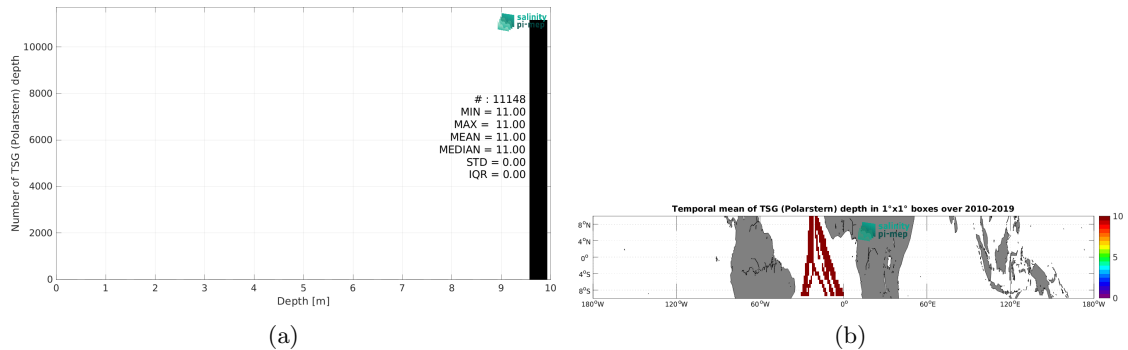 Number of TSG (Polarstern) depth
10000
8000
6000
4000
2000
0
salinity
pi-mep
# : 11148
MIN = 11.00
MAX = 11.00
MEAN = 11.00
MEDIAN = 11.00
STD = 0.00
IQR = 0.00
0 1 2 3 4 5 6 7 8 9 10
Depth [m]
(a)
Temporal mean of TSG (Polarstern) depth in 1°x1° boxes over 2010-2019
8°N
4°N
0°
4°S
8°S
salinity
pi-mep
180°W 120°W 60°W 0° 60°E 120°E 180°W
10
5
0
(b)